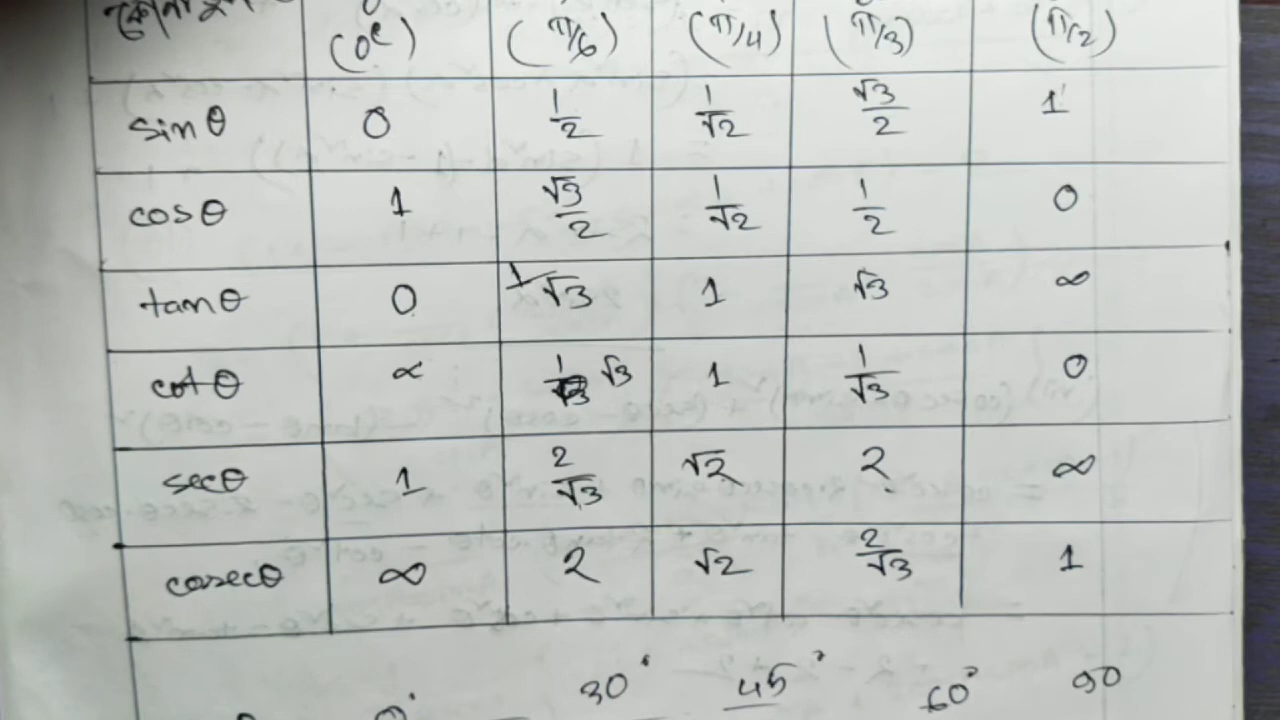 (0ᶜ) (π/6) (π/4) (π/3) (π/2)
sinθ 0 1/2 1/√2 √3/2 1
cosθ 1 √3/2 1/√2 1/2 0
tanθ 0 1/√3 1 √3 ∞
cotθ ∝ √3 1 1/√3 0
secθ 1 2/√3 √2 2 ∞
cosecθ ∞ 2 √2 2/√3 1
30° 45° 60° 90